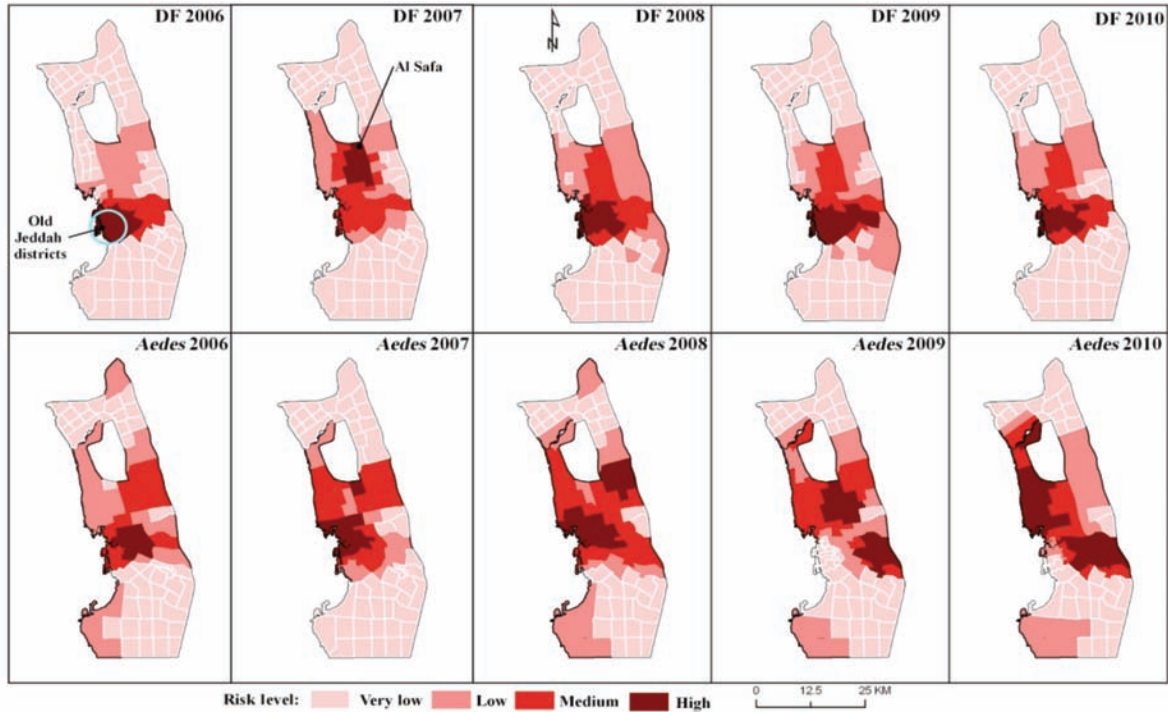 DF 2006
DF 2007
DF 2008
DF 2009
DF 2010
N
Al Safa
Old
Jeddah
districts
Aedes 2006
Aedes 2007
Aedes 2008
Aedes 2009
Aedes 2010
Risk level: Very low Low Medium High
0 12.5 25 KM